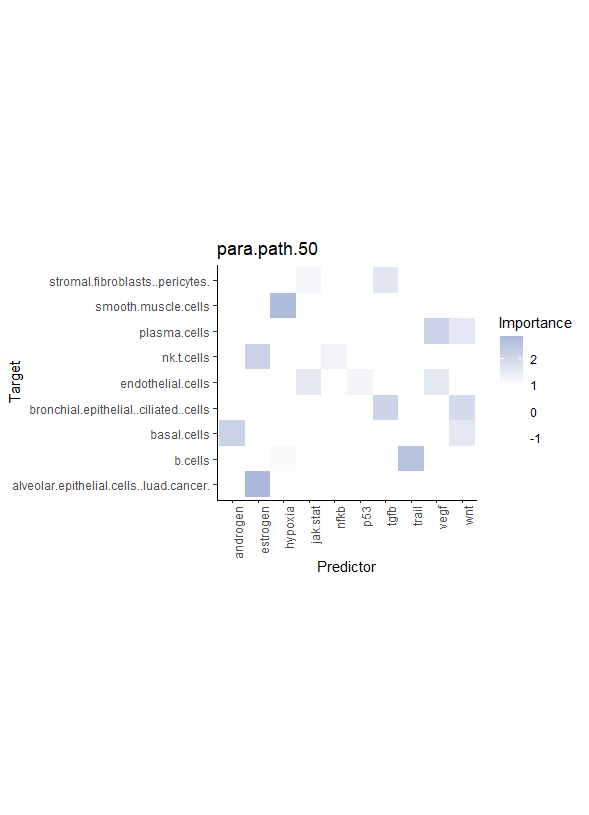 para.path.50
stromal.fibroblasts..pericytes.
smooth.muscle.cells
plasma.cells
nk.t.cells
endothelial.cells
bronchial.epithelial..ciliated..cells
basal.cells
b.cells
alveolar.epithelial.cells..luad.cancer.
Target
androgen
estrogen
hypoxia
jak.stat
nfkb
p53
tgfb
trail
vegf
wnt
Predictor
Importance
2
1
0
-1